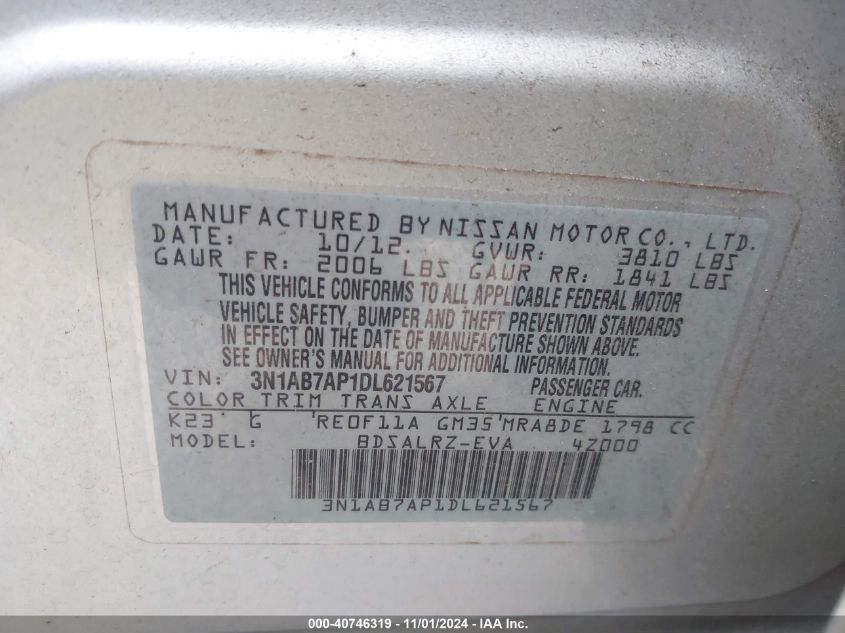 MANUFACTURED BY NISSAN MOTOR CO., LTD.
DATE: 10/12. GVWR: 3810 LBS
GAWR FR: 2006 LBS GAWR RR: 1841 LBS
THIS VEHICLE CONFORMS TO ALL APPLICABLE FEDERAL MOTOR
VEHICLE SAFETY, BUMPER AND THEFT PREVENTION STANDARDS
IN EFFECT ON THE DATE OF MANUFACTURE SHOWN ABOVE.
SEE OWNER'S MANUAL FOR ADDITIONAL INFORMATION.
VIN: 3N1AB7AP1DL621567 PASSENGER CAR.
COLOR TRIM TRANS AXLE ENGINE
K23 G RE0F11A GM35 MRA8DE 1798 CC
MODEL: BDSALRZ-EVA 4Z000
3N1AB7AP1DL621567
000-40746319 - 11/01/2024 - IAA Inc.